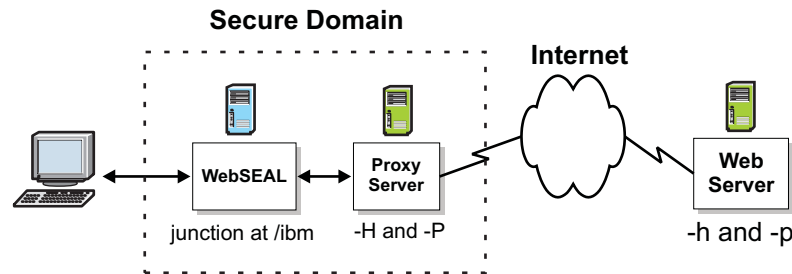 Secure Domain
Internet
WebSEAL
Proxy
Server
Web
Server
junction at /ibm
-H and -P
-h and -p